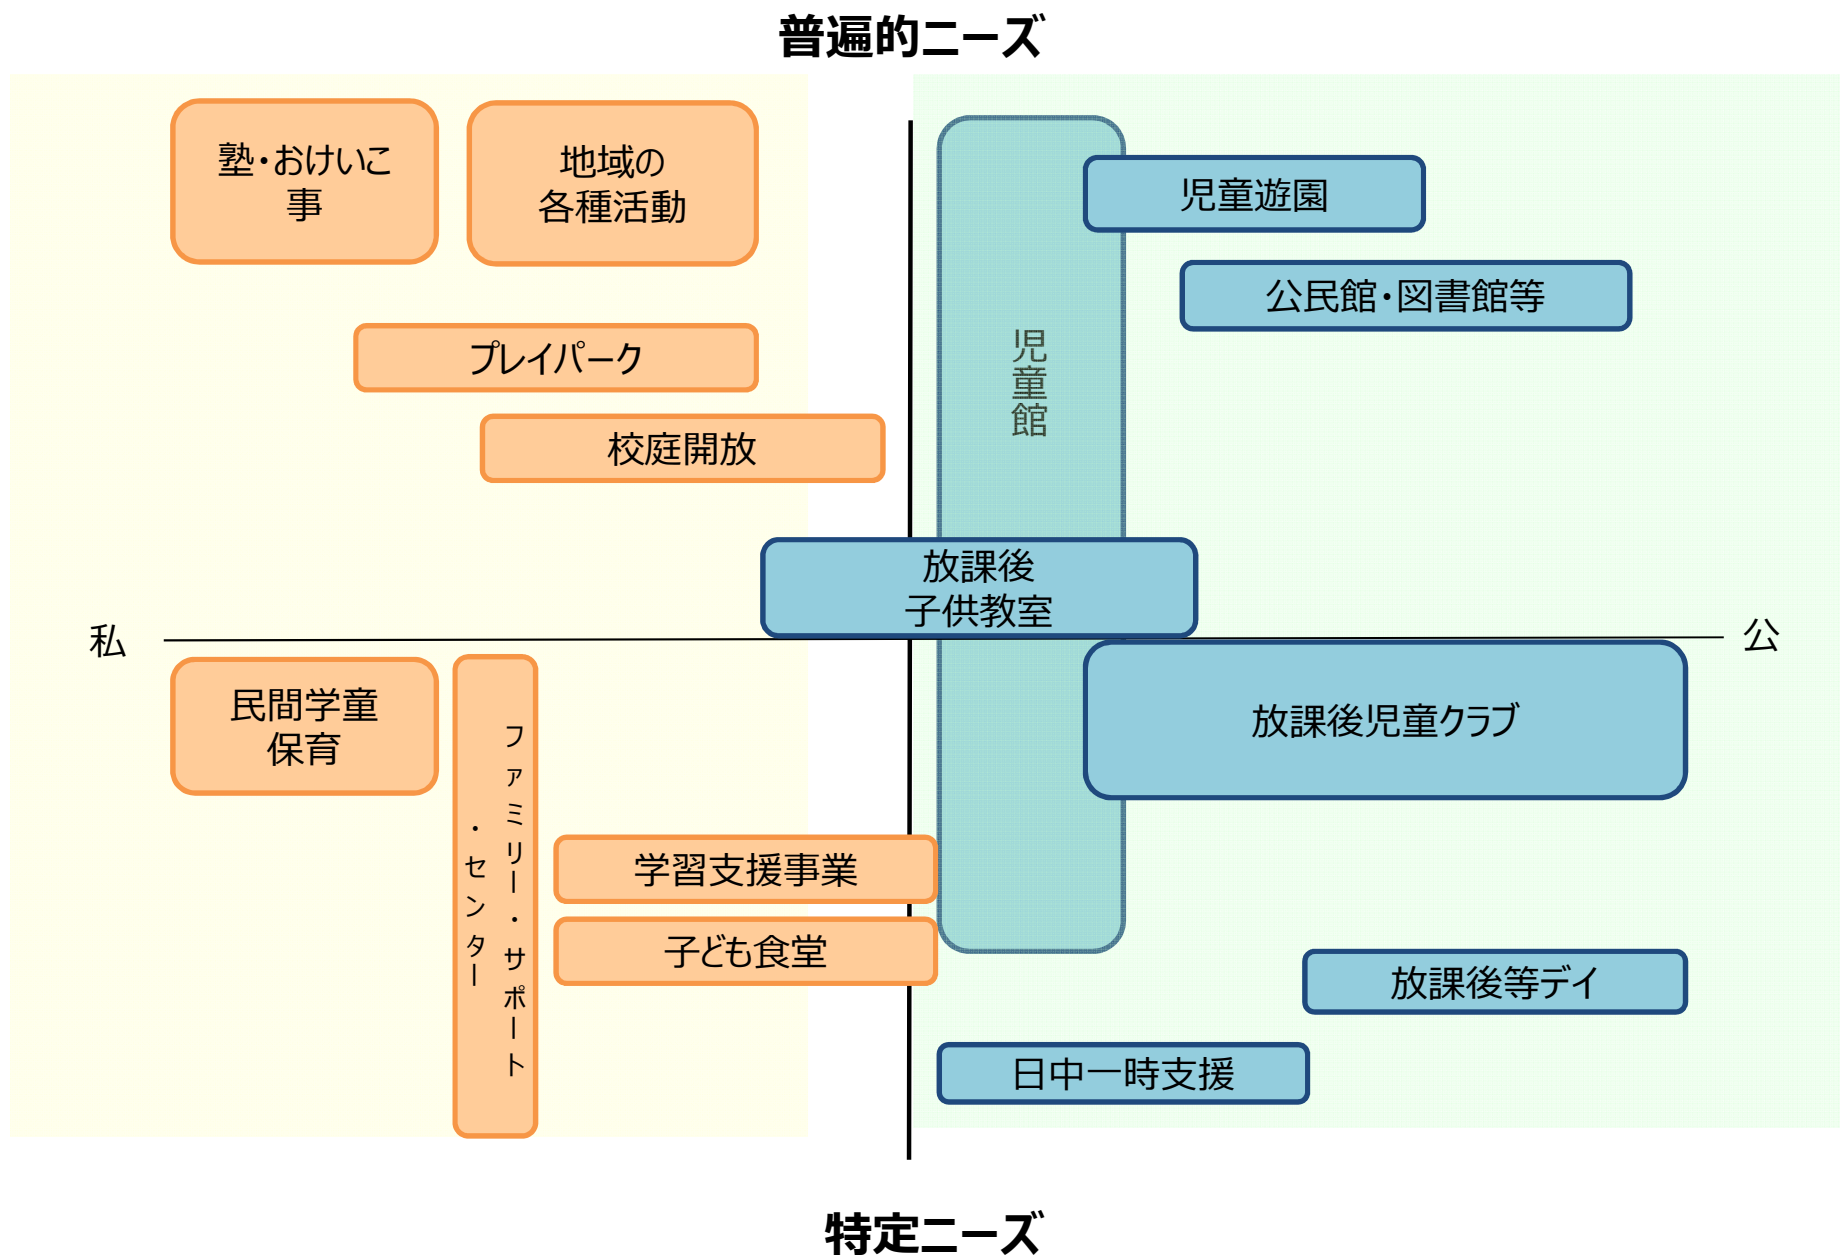 普遍的ニーズ
塾・おけいこ
事
地域の
各種活動
児童遊園
公民館・図書館等
児童館
プレイパーク
校庭開放
放課後
子供教室
私
公
民間学童
保育
放課後児童クラブ
ファミリー・サポート
・センター
学習支援事業
子ども食堂
放課後等デイ
日中一時支援
特定ニーズ